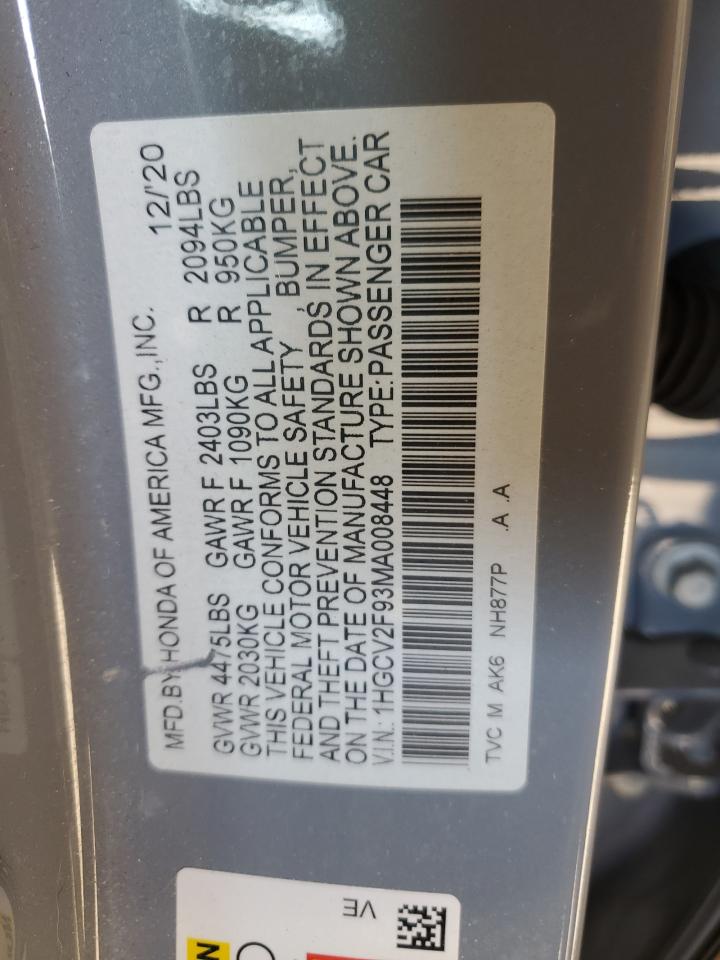 MFD.BY HONDA OF AMERICA MFG.,INC. 12/'20
GVWR 4475LBS GAWR F 2403LBS R 2094LBS
GVWR 2030KG GAWR F 1090KG R 950KG
THIS VEHICLE CONFORMS TO ALL APPLICABLE
FEDERAL MOTOR VEHICLE SAFETY , BUMPER,
AND THEFT PREVENTION STANDARDS IN EFFECT
ON THE DATE OF MANUFACTURE SHOWN ABOVE.
V.I.N.: 1HGCV2F93MA008448 TYPE:PASSENGER CAR
TVC M AK6 NH877P .A .A
VE